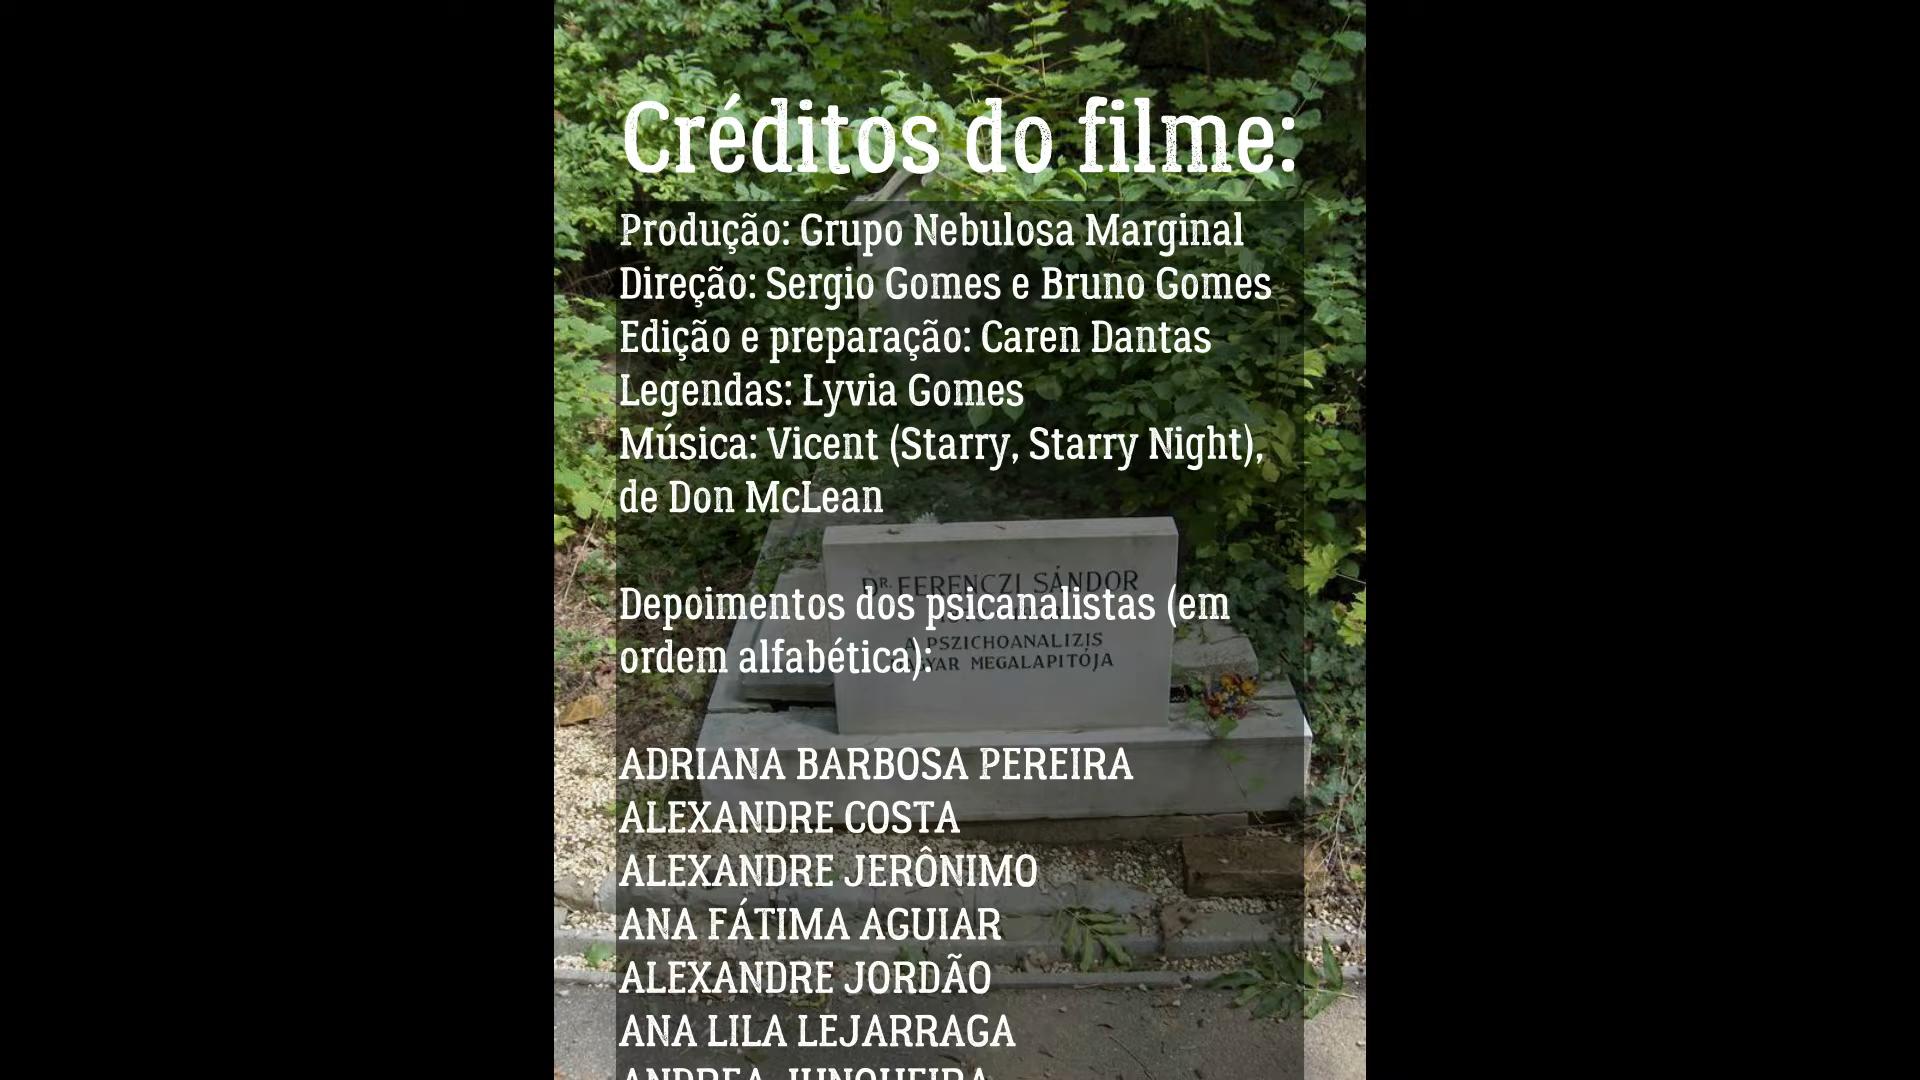 Créditos do filme:
Produção: Grupo Nebulosa Marginal
Direção: Sergio Gomes e Bruno Gomes
Edição e preparação: Caren Dantas
Legendas: Lyvia Gomes
Música: Vicent (Starry, Starry Night),
de Don McLean
DR. FERENCZI SÁNDOR
Depoimentos dos psicanalistas (em
ordem alfabética):
A PSZICHOANALIZIS
MEGALAPITÓJA
ADRIANA BARBOSA PEREIRA
ALEXANDRE COSTA
ALEXANDRE JERÔNIMO
ANA FÁTIMA AGUIAR
ALEXANDRE JORDÃO
ANA LILA LEJARRAGA
ANDREA JUNQUEIRA